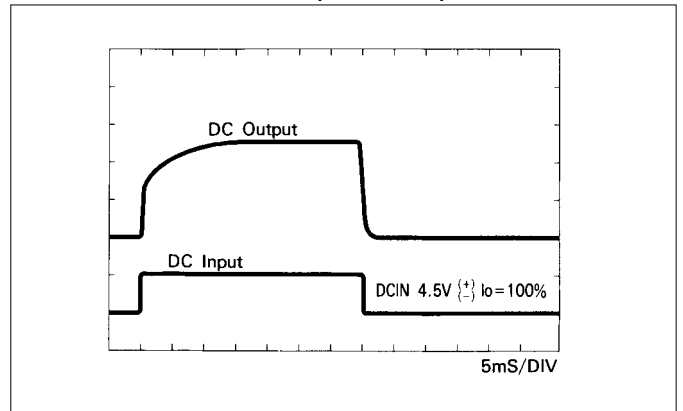 DC Output
DC Input
DCIN 4.5V (+) (−) Io=100%
5mS/DIV